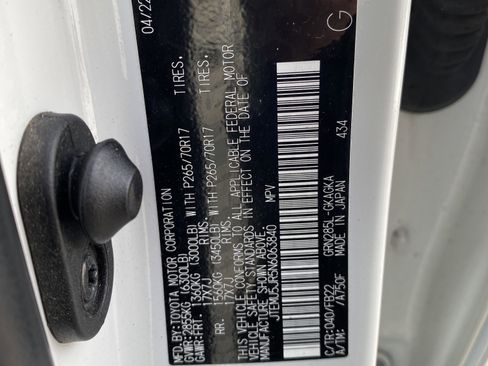 MFD.BY:TOYOTA MOTOR CORPORATION 04/22
GVWR:2855KG (6300LB)
GAWR:FRT. 1360KG (3000LB) WITH P265/70R17 TIRES,
17X7J RIMS,
RR. 1560KG (3450LB) WITH P265/70R17 TIRES,
17X7J RIMS,
THIS VEHICLE CONFORMS TO ALL APPLICABLE FEDERAL MOTOR
VEHICLE SAFETY STANDARDS IN EFFECT ON THE DATE OF
MANUFACTURE SHOWN ABOVE.
MPV
434
G
C/TR:040/FB22 GRN285L-GKAGKA
/A750F MADE IN JAPAN